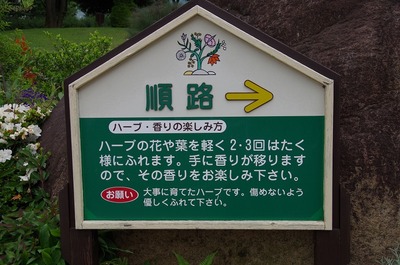 順路
ハーブ・香りの楽しみ方
ハーブの花や葉を軽く2・3回はたく
様にふれます。手に香りが移ります
ので、その香りをお楽しみ下さい。
お願い 大事に育てたハーブです。傷めないよう
優しくふれて下さい。